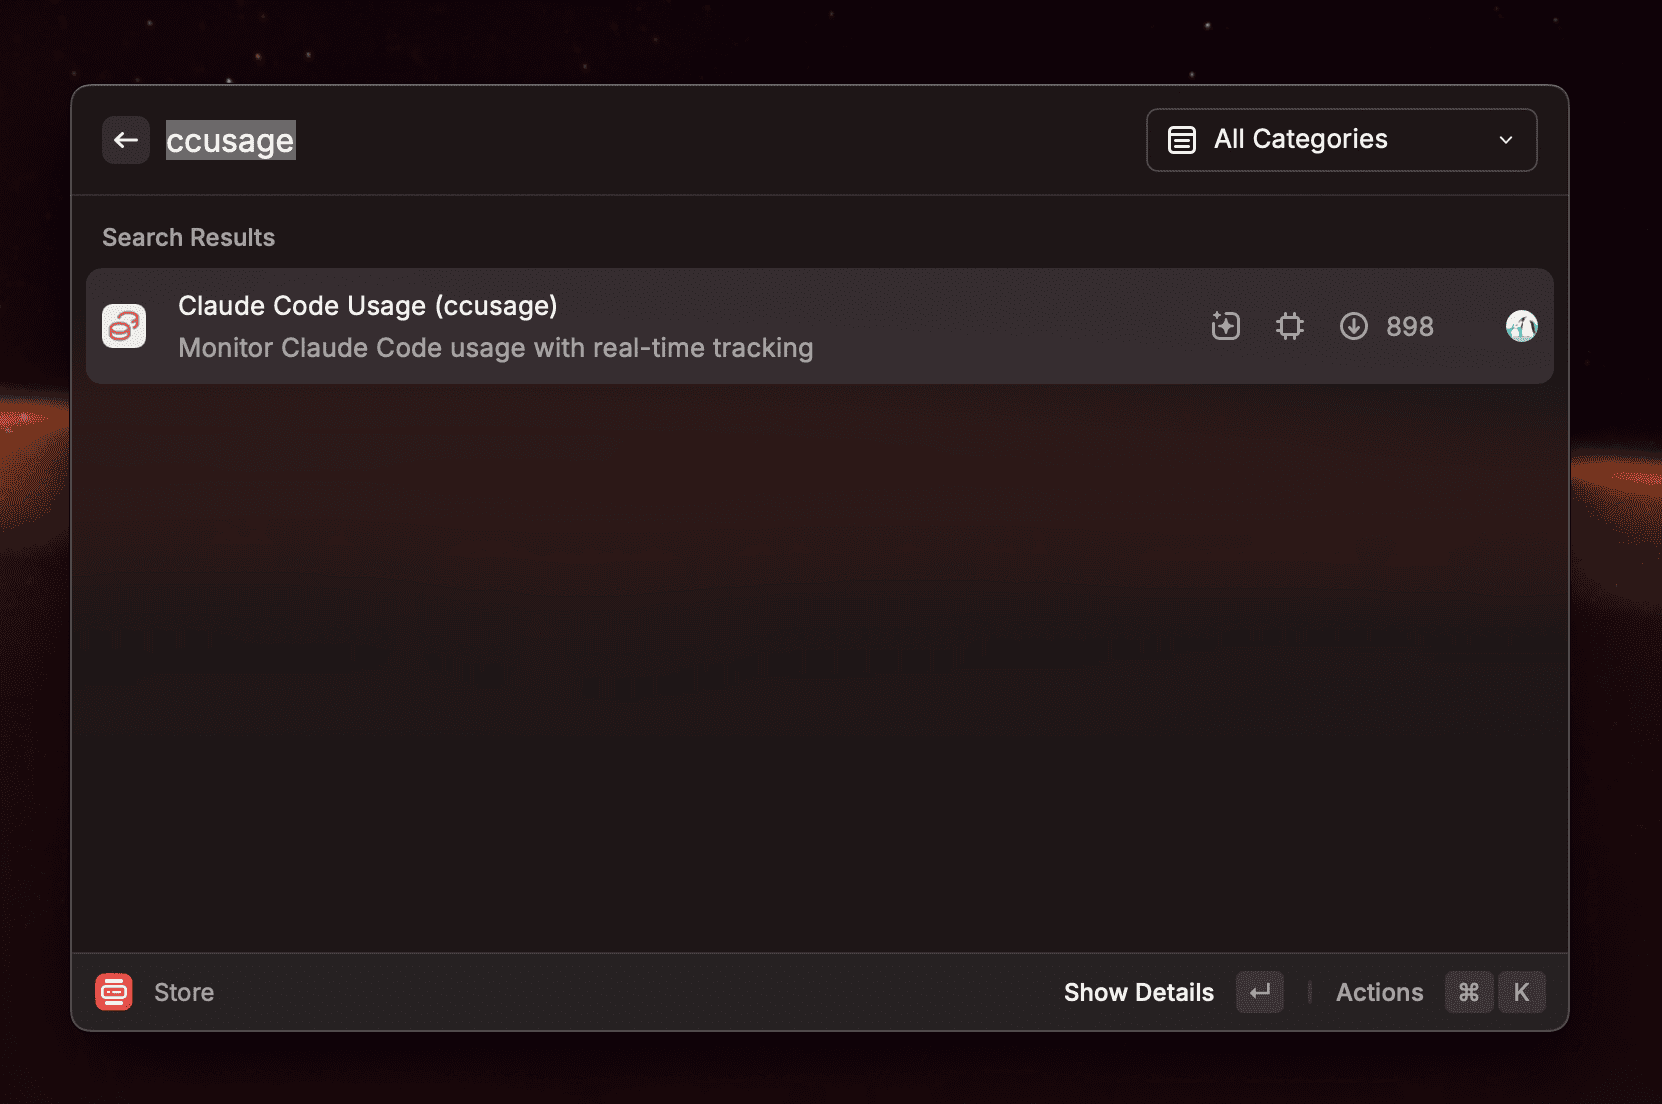 ccusage
All Categories
Search Results
Claude Code Usage (ccusage)
Monitor Claude Code usage with real-time tracking
898
Store
Show Details
Actions
⌘ K